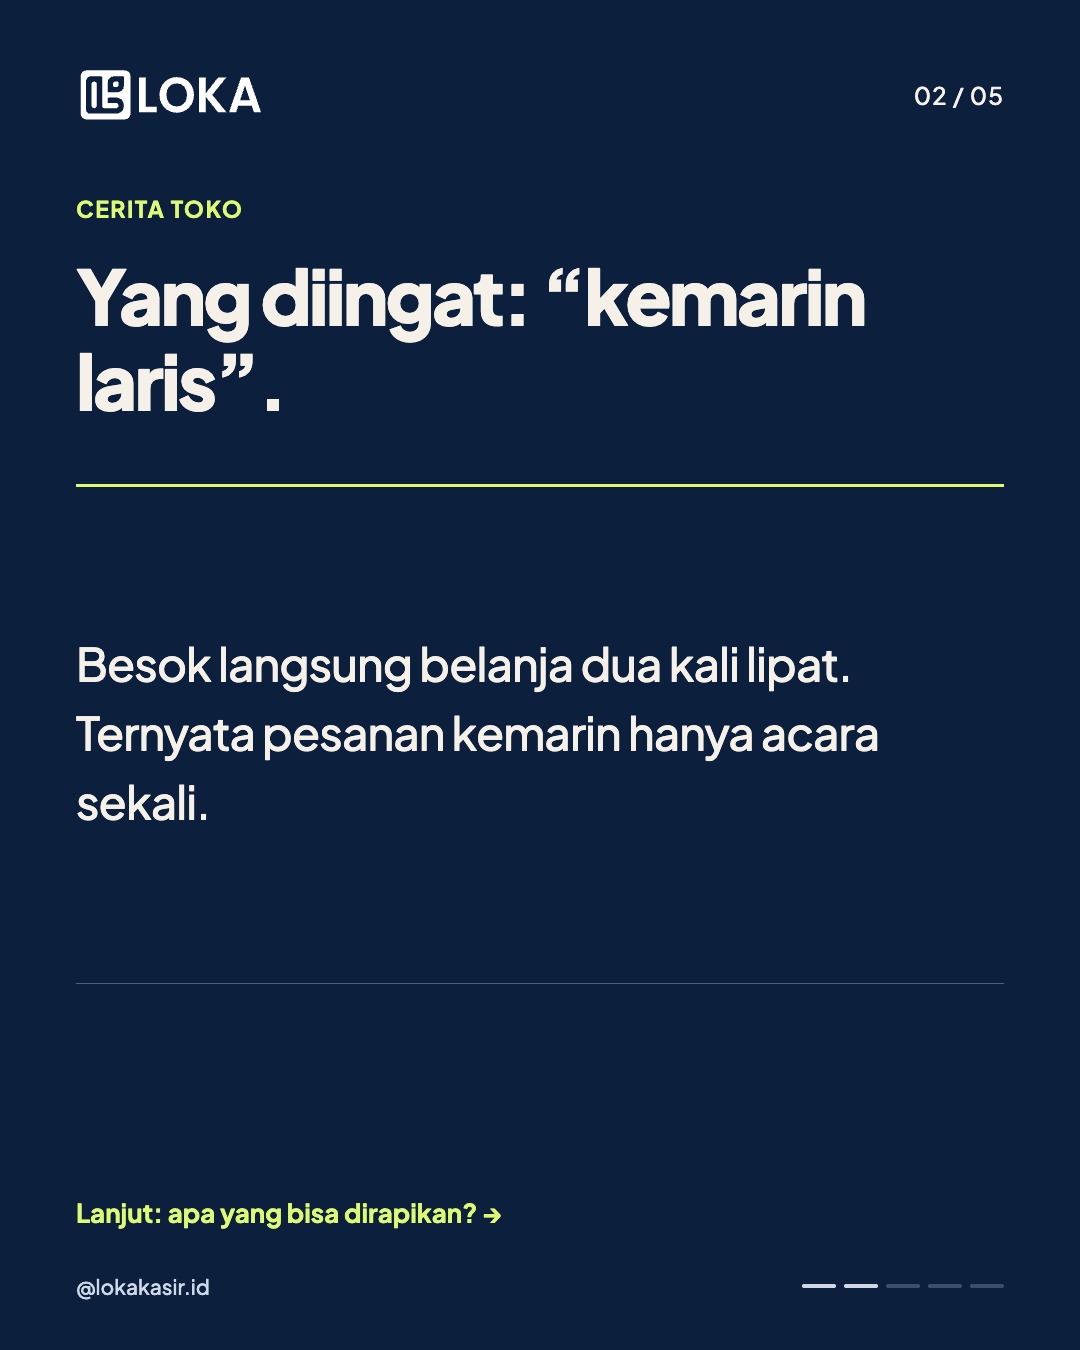 LOKA
02 / 05
CERITA TOKO
Yang diingat: “kemarin
laris”.
Besok langsung belanja dua kali lipat.
Ternyata pesanan kemarin hanya acara
sekali.
Lanjut: apa yang bisa dirapikan? →
@lokakasir.id